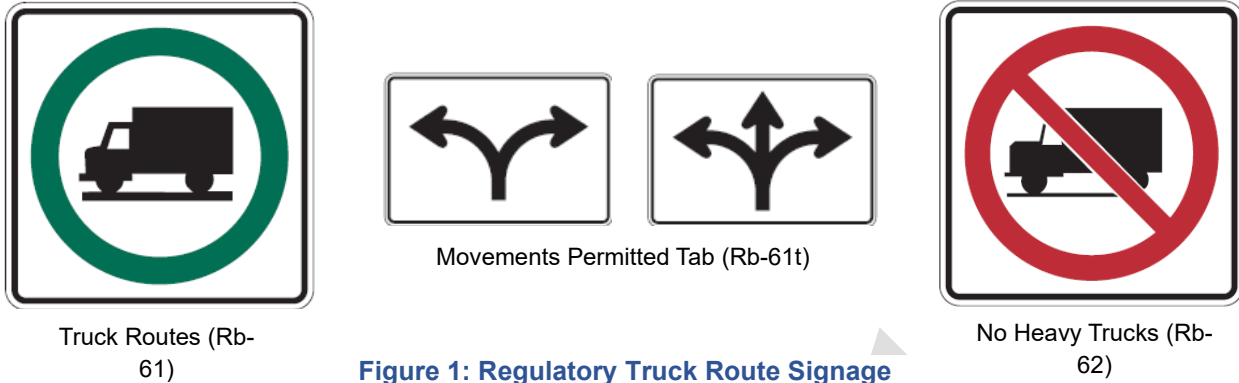 Movements Permitted Tab (Rb-61t)
Truck Routes (Rb-
61)
No Heavy Trucks (Rb-
62)
Figure 1: Regulatory Truck Route Signage